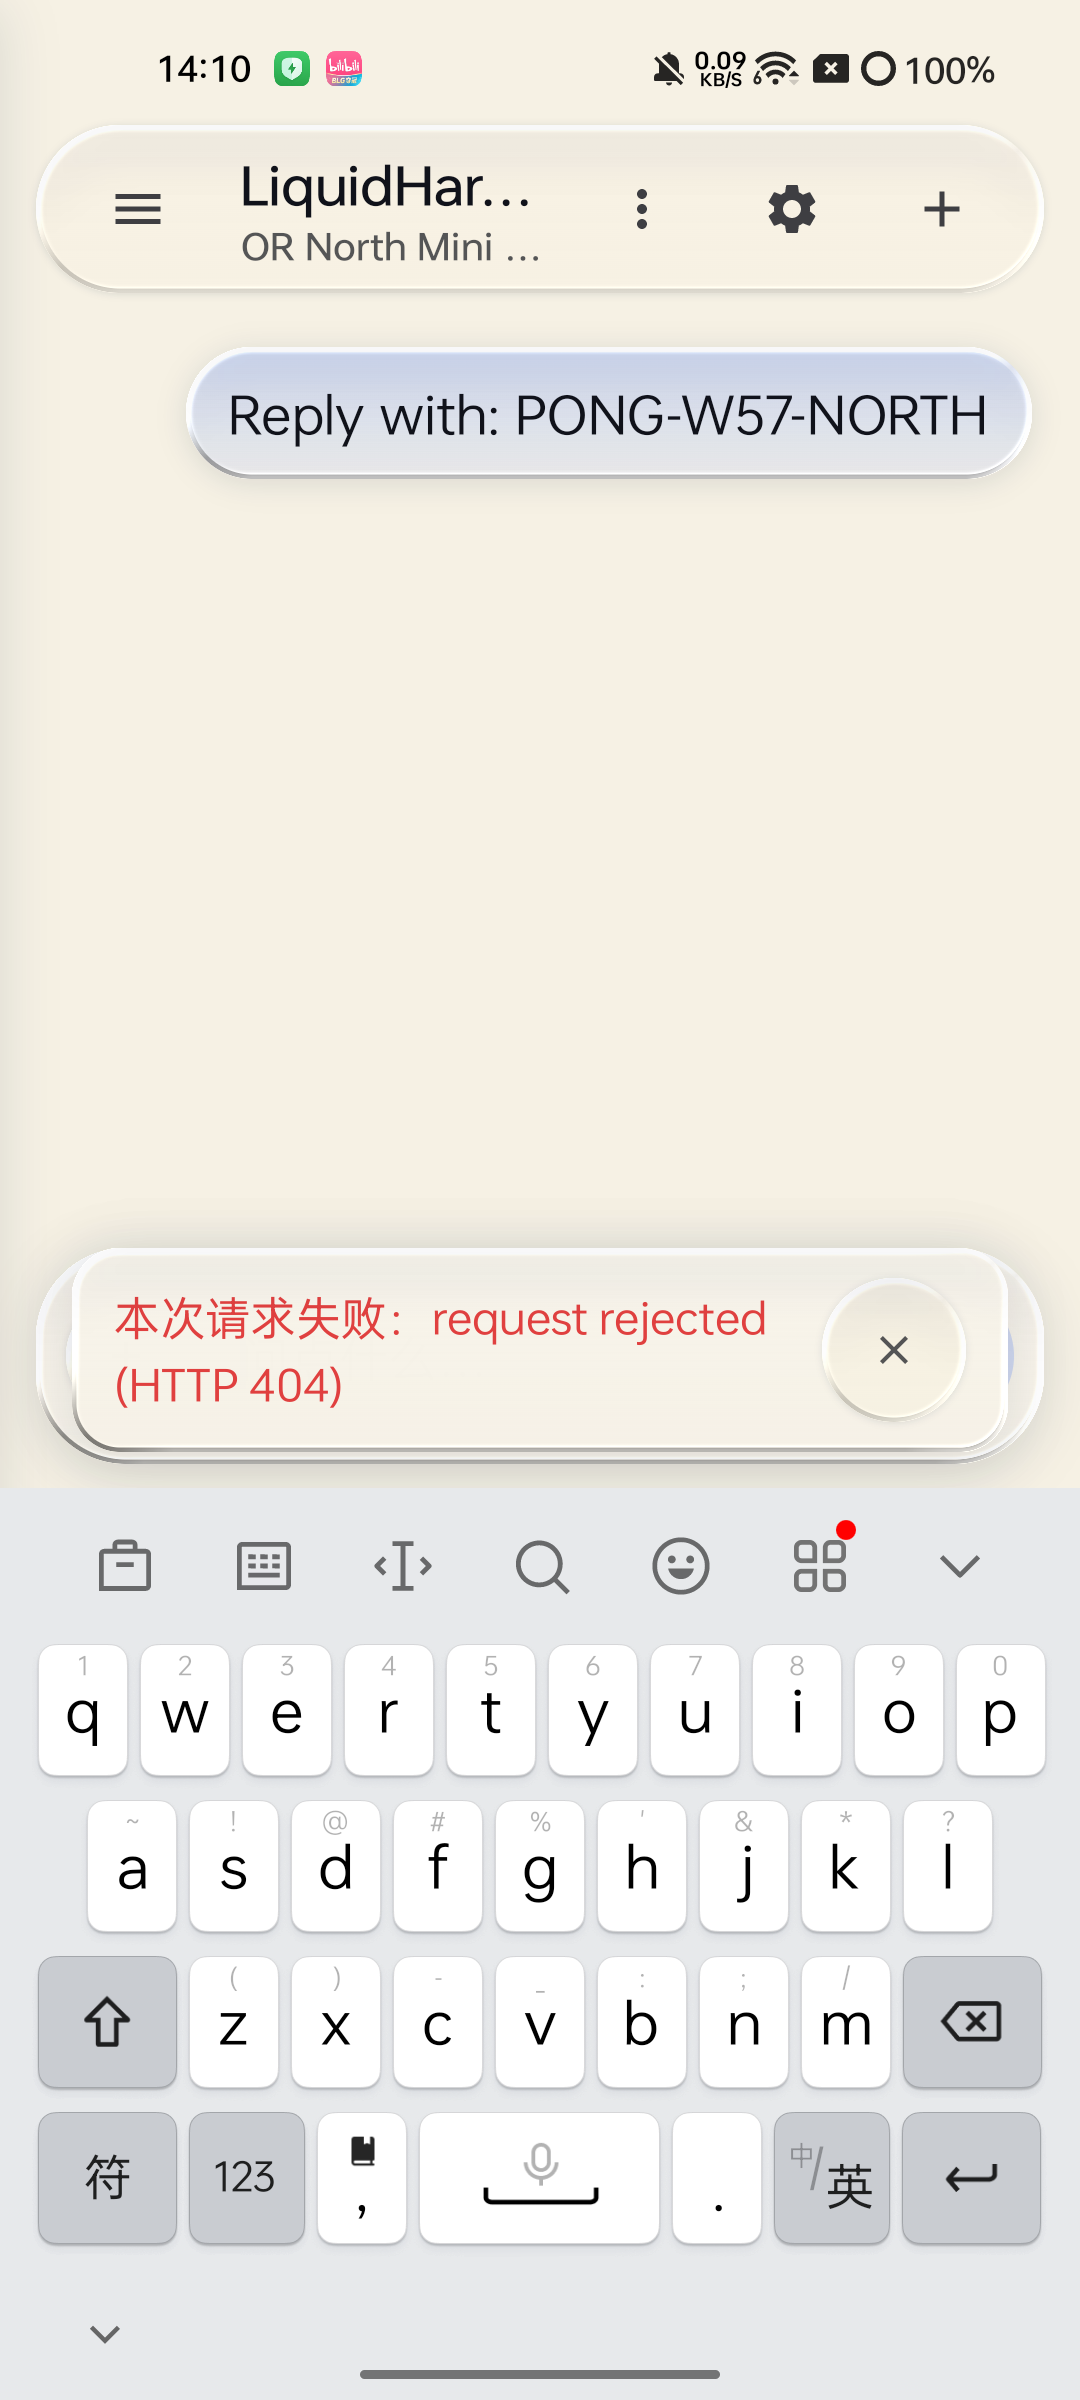 14:10
0.09
KB/S
6
100%
LiquidHar...
OR North Mini ...
Reply with: PONG-W57-NORTH
本次请求失败：request rejected
(HTTP 404)
1 2 3 4 5 6 7 8 9 0
q w e r t y u i o p
~ ! @ # % ' & * ?
a s d f g h j k l
( ) - _ : ; /
z x c v b n m
符 123 , . 中/英